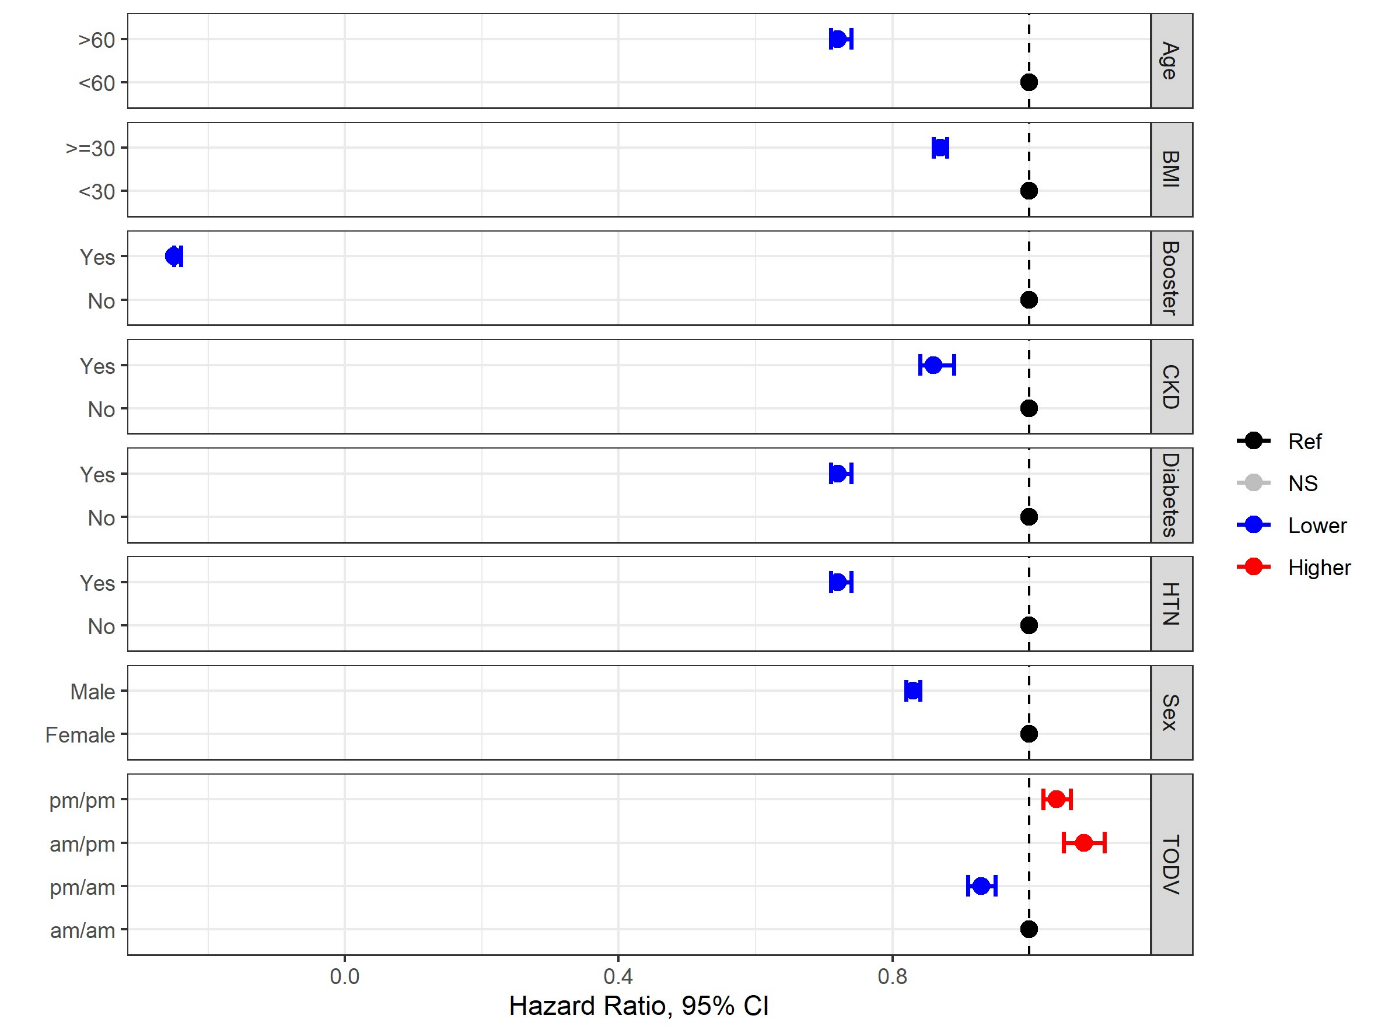 >60
<60
Age
>=30
<30
BMI
Yes
No
Booster
Yes
No
CKD
Yes
No
Diabetes
Yes
No
HTN
Male
Female
Sex
pm/pm
am/pm
pm/am
am/am
TODV
0.0 0.4 0.8
Hazard Ratio, 95% CI
Ref
NS
Lower
Higher